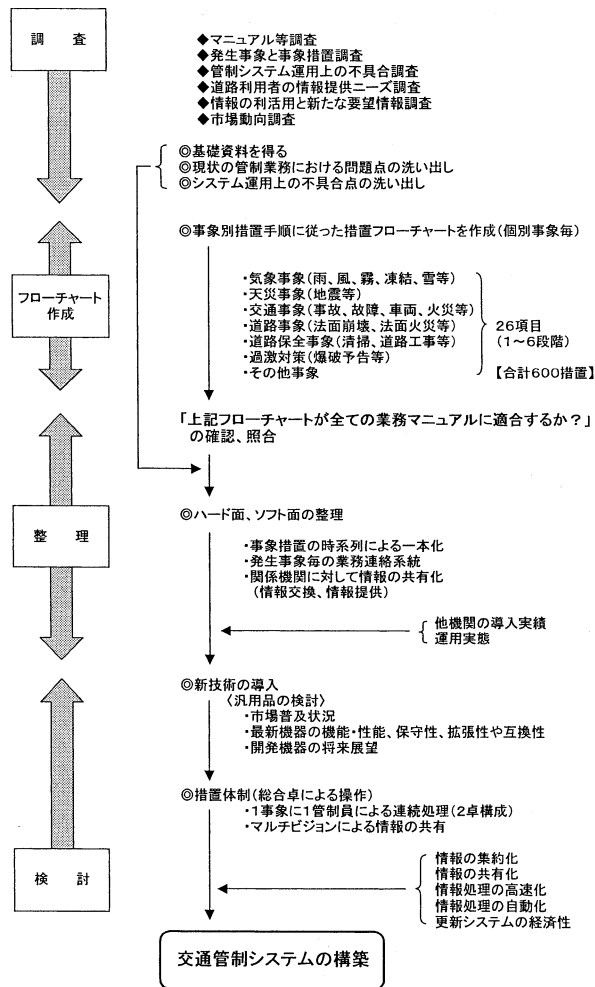 調　査
◆マニュアル等調査
◆発生事象と事象措置調査
◆管制システム運用上の不具合調査
◆道路利用者の情報提供ニーズ調査
◆情報の利活用と新たな要望情報調査
◆市場動向調査
◎基礎資料を得る
◎現状の管制業務における問題点の洗い出し
◎システム運用上の不具合点の洗い出し
◎事象別措置手順に従った措置フローチャートを作成(個別事象毎)
フローチャート
作成
・気象事象(雨、風、霧、凍結、雪等)
・天災事象(地震等)
・交通事象(事故、故障、車両、火災等)
・道路事象(法面崩壊、法面火災等)
・道路保全事象(清掃、道路工事等)
・過激対策(爆破予告等)
・その他事象
26項目
(1～6段階)
【合計600措置】
「上記フローチャートが全ての業務マニュアルに適合するか？」
の確認、照合
整　理
◎ハード面、ソフト面の整理
・事象措置の時系列による一本化
・発生事象毎の業務連絡系統
・関係機関に対して情報の共有化
(情報交換、情報提供)
他機関の導入実績
運用実態
◎新技術の導入
〈汎用品の検討〉
・市場普及状況
・最新機器の機能・性能、保守性、拡張性や互換性
・開発機器の将来展望
◎措置体制(総合卓による操作)
・1事象に1管制員による連続処理(2卓構成)
・マルチビジョンによる情報の共有
検　討
情報の集約化
情報の共有化
情報処理の高速化
情報処理の自動化
更新システムの経済性
交通管制システムの構築